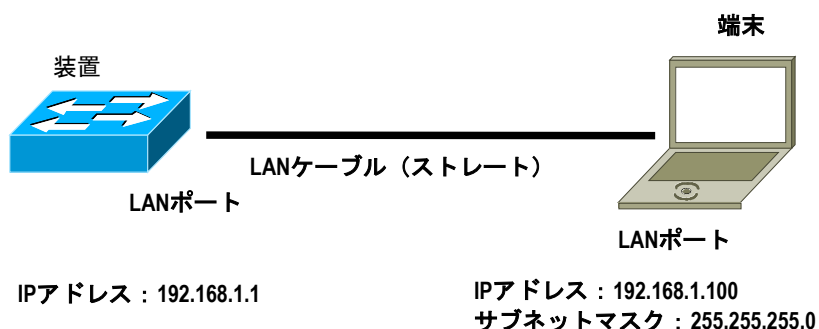 端末
装置
LANケーブル（ストレート）
LANポート
LANポート
IPアドレス：192.168.1.1
IPアドレス：192.168.1.100
サブネットマスク：255.255.255.0